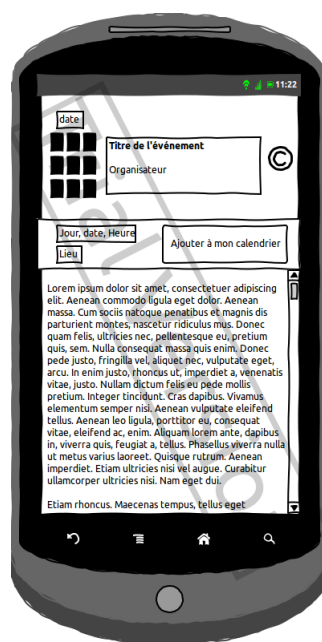 11:22
date
Titre de l'événement
Organisateur
©
Jour, date, Heure
Lieu
Ajouter à mon calendrier
Lorem ipsum dolor sit amet, consectetuer adipiscing
elit. Aenean commodo ligula eget dolor. Aenean
massa. Cum sociis natoque penatibus et magnis dis
parturient montes, nascetur ridiculus mus. Donec
quam felis, ultricies nec, pellentesque eu, pretium
quis, sem. Nulla consequat massa quis enim. Donec
pede justo, fringilla vel, aliquet nec, vulputate eget,
arcu. In enim justo, rhoncus ut, imperdiet a, venenatis
vitae, justo. Nullam dictum felis eu pede mollis
pretium. Integer tincidunt. Cras dapibus. Vivamus
elementum semper nisi. Aenean vulputate eleifend
tellus. Aenean leo ligula, porttitor eu, consequat
vitae, eleifend ac, enim. Aliquam lorem ante, dapibus
in, viverra quis, feugiat a, tellus. Phasellus viverra nulla
ut metus varius laoreet. Quisque rutrum. Aenean
imperdiet. Etiam ultricies nisi vel augue. Curabitur
ullamcorper ultricies nisi. Nam eget dui.
Etiam rhoncus. Maecenas tempus, tellus eget
Trial Version